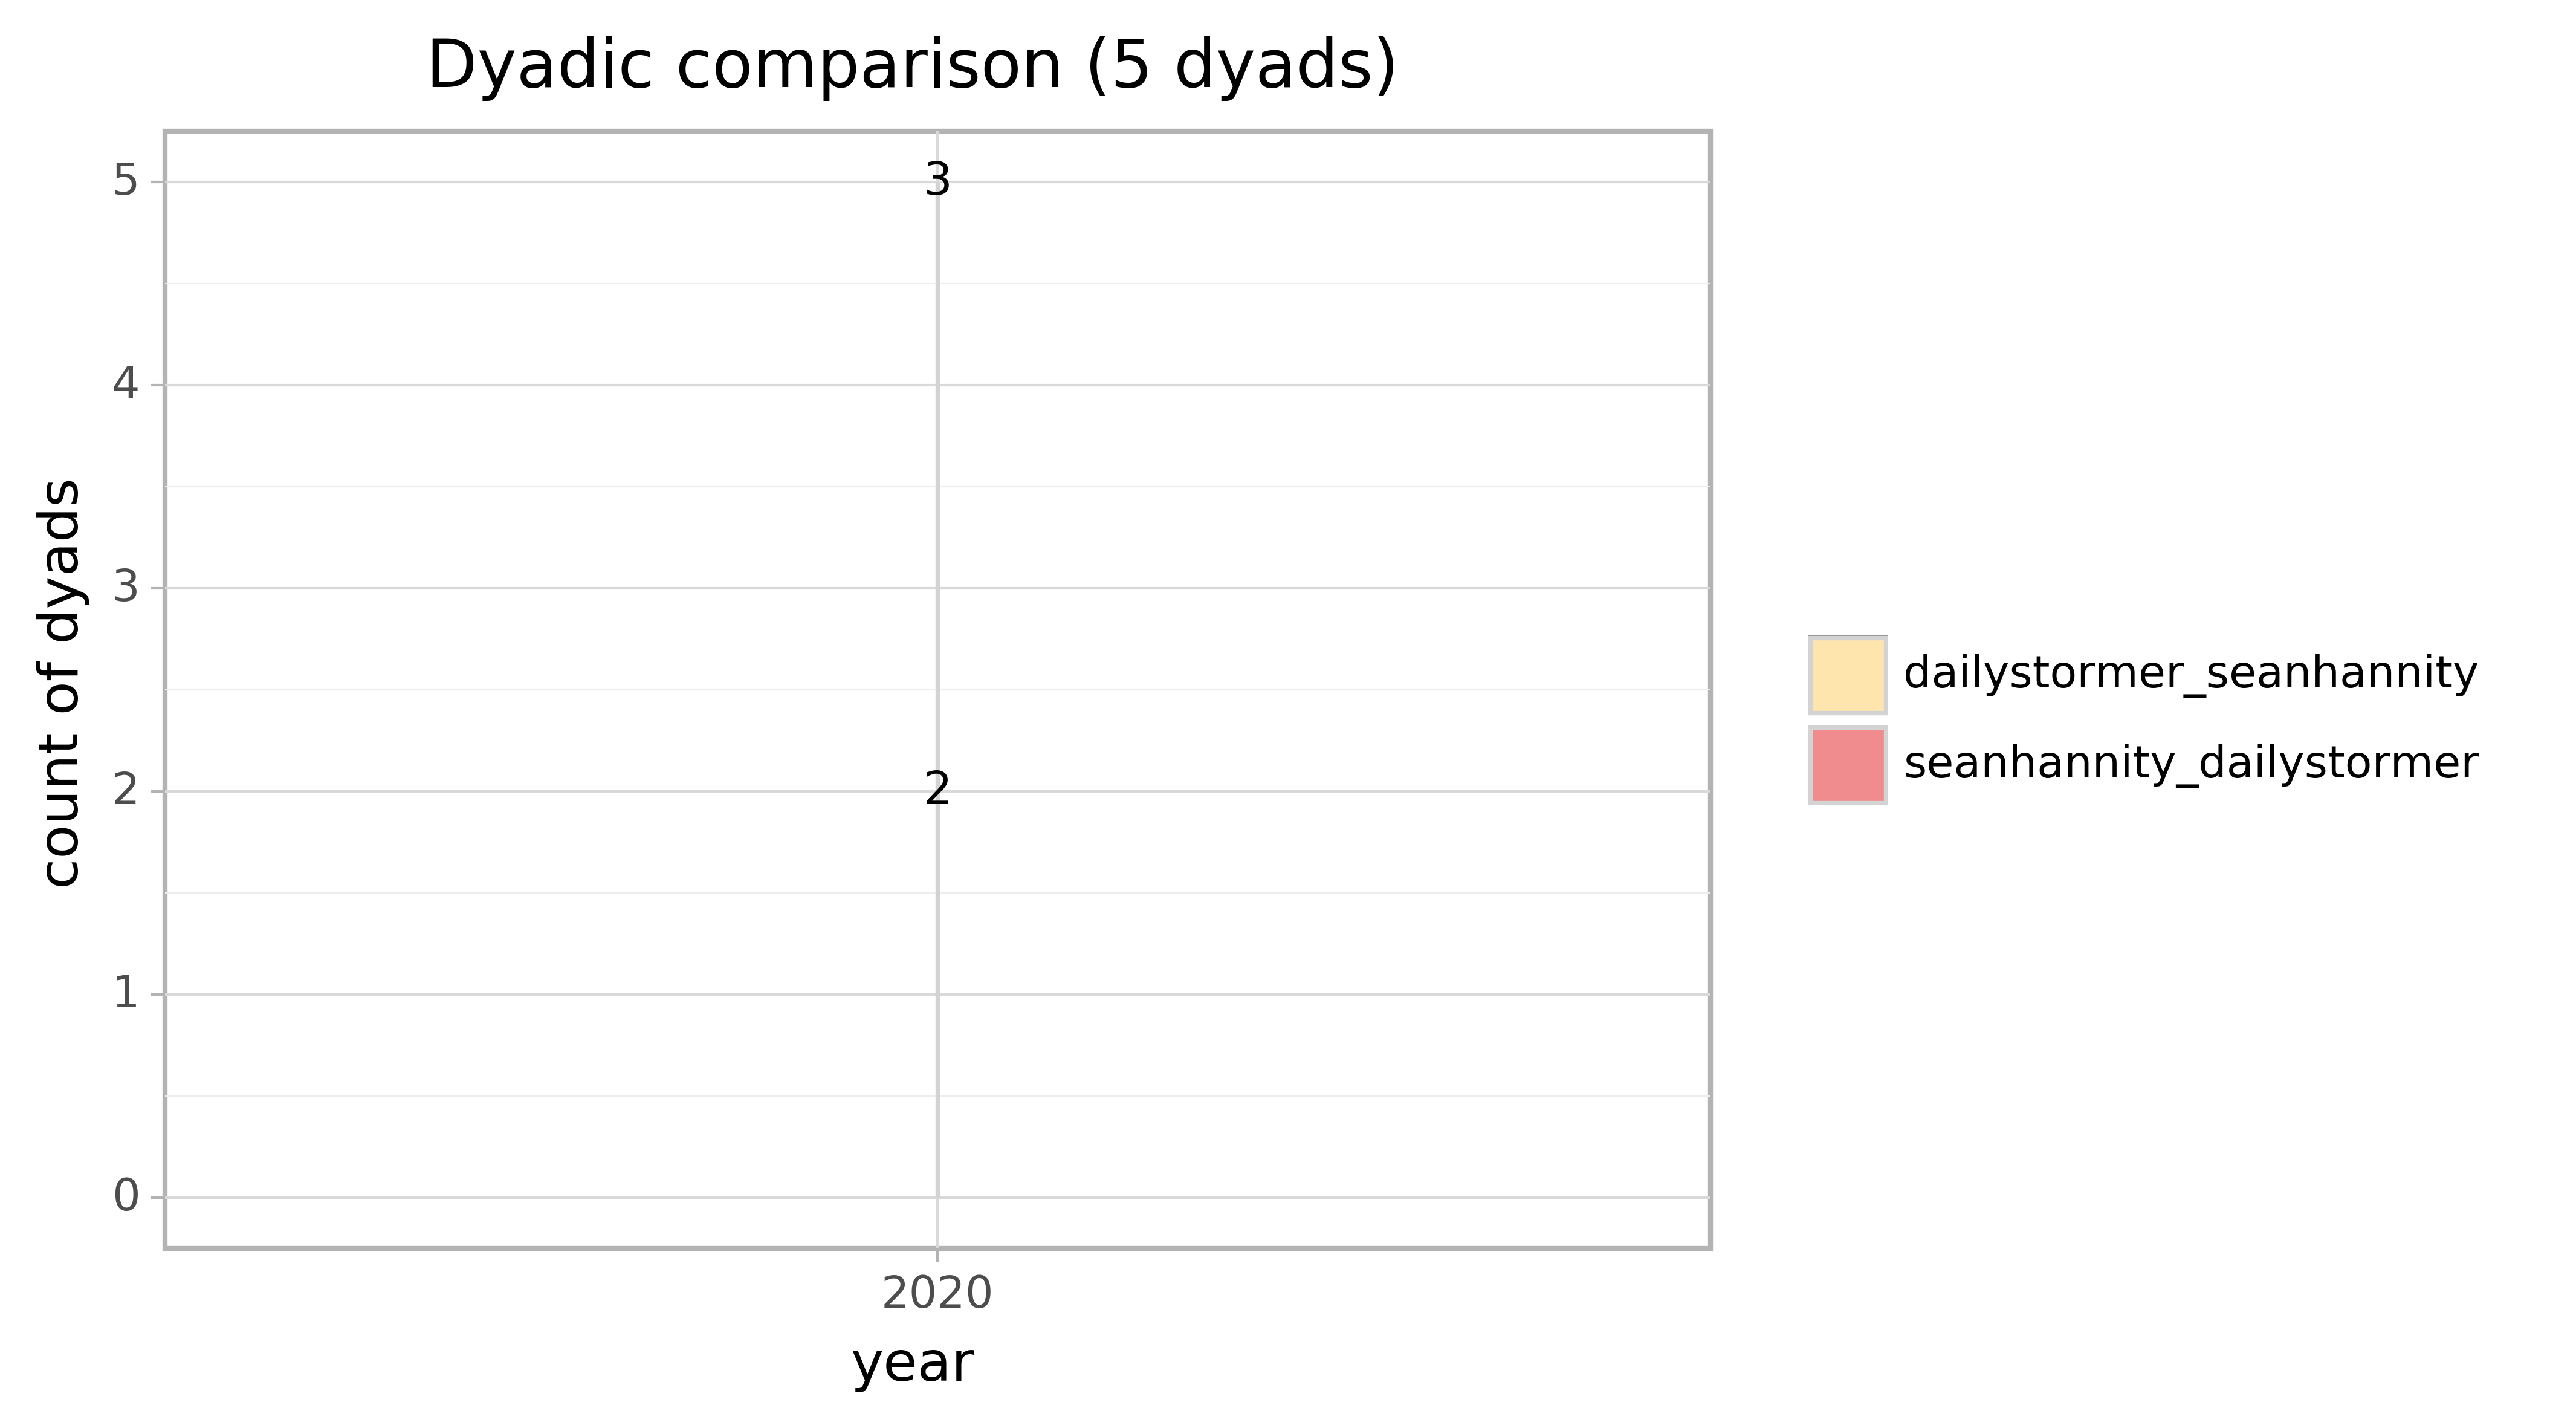 Dyadic comparison (5 dyads)
5
4
3
2
1
0
count of dyads
3
2
2020
year
dailystormer_seanhannity
seanhannity_dailystormer